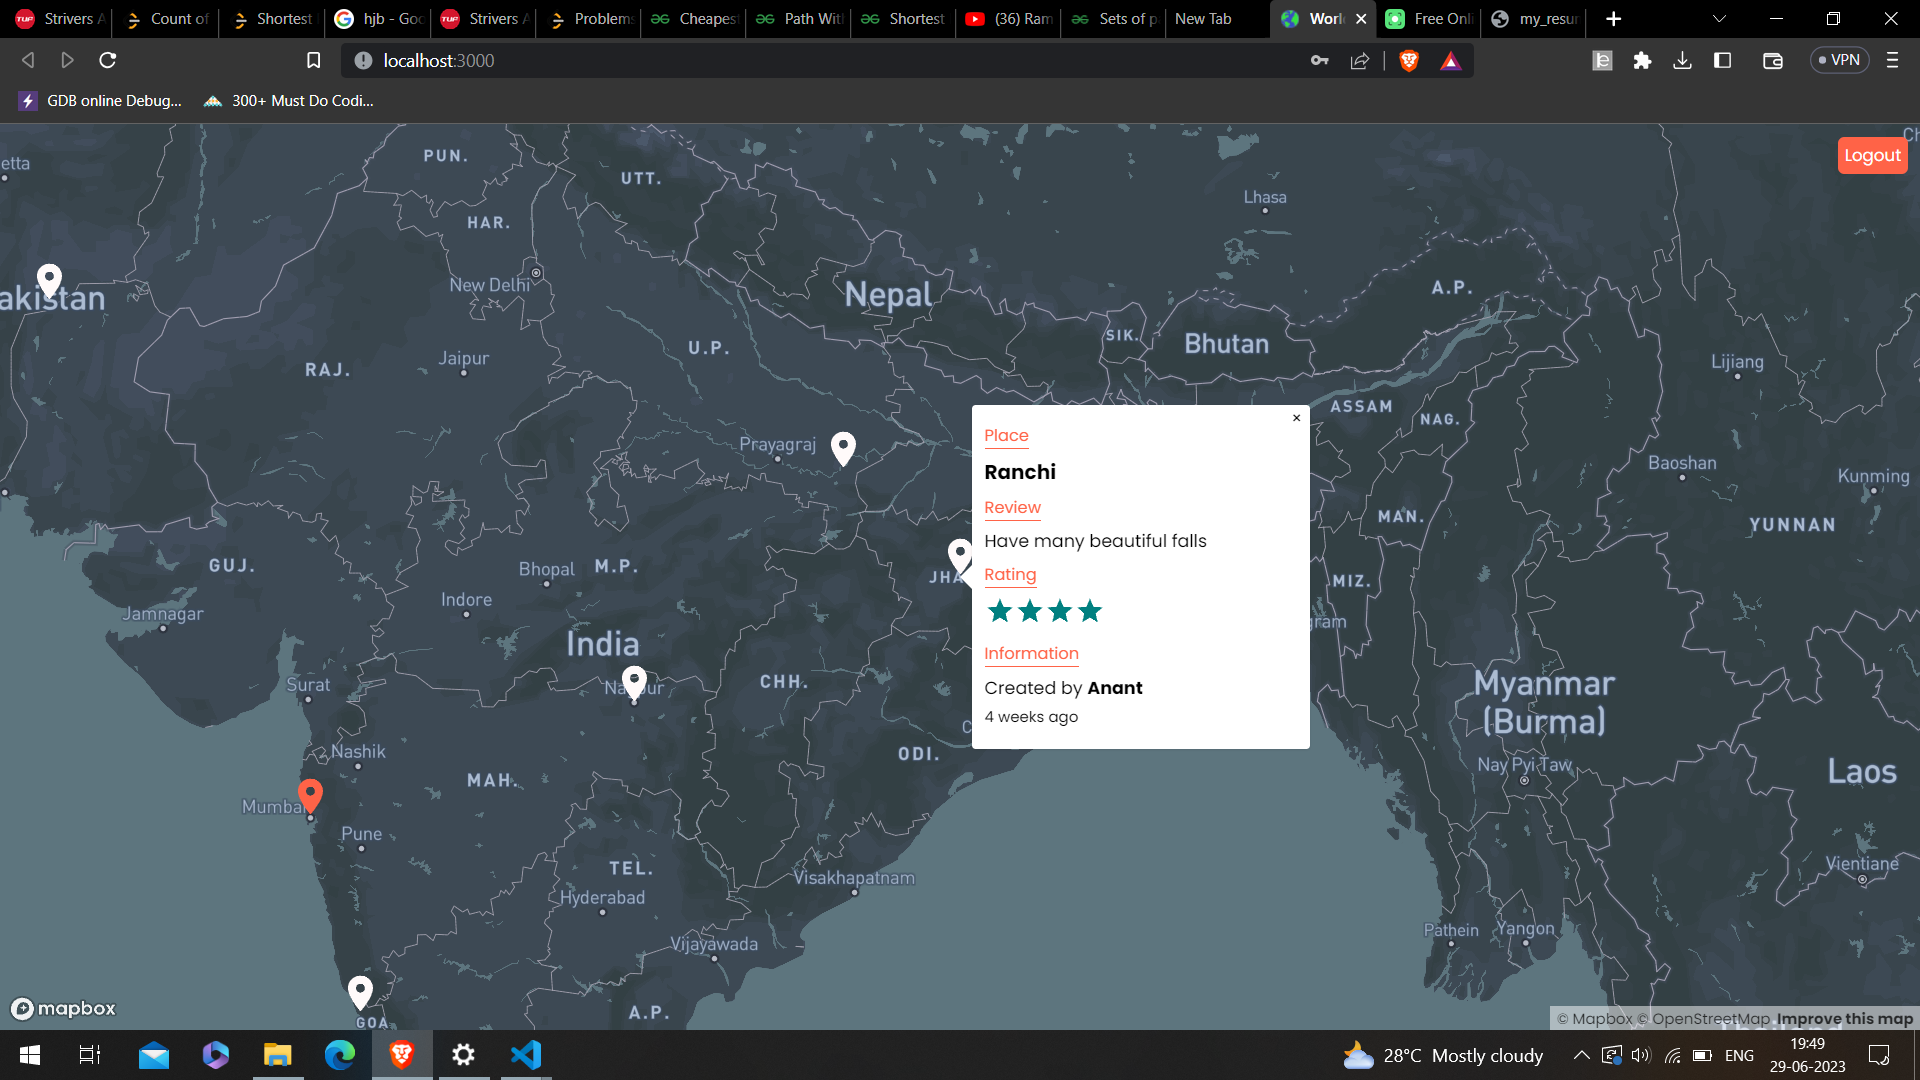 Strivers A
Count of
Shortest
hjb - Goo
Strivers A
Problems
Cheapest
Path With
Shortest
(36) Ram
Sets of p
New Tab
Worl
Free Onli
my_resum
localhost:3000
VPN
GDB online Debug...
300+ Must Do Codi...
Logout
etta
PUN.
UTT.
Lhasa
HAR.
New Delhi
akistan
Nepal
A.P.
SIK.
Bhutan
U.P.
Jaipur
RAJ.
Lijiang
ASSAM
NAG.
Prayagraj
Baoshan
Kunming
MAN.
YUNNAN
GUJ.
Bhopal
M.P.
JHA
MIZ.
Indore
Jamnagar
gram
India
Surat
CHH.
Myanmar
(Burma)
Nashik
ODI.
Nay Pyi Taw
Laos
MAH.
Mumbai
Pune
TEL.
Hyderabad
Visakhapatnam
Vientiane
Vijayawada
Pathein
Yangon
A.P.
GOA
Place
Ranchi
Review
Have many beautiful falls
Rating
Information
Created by Anant
4 weeks ago
×
mapbox
© Mapbox © OpenStreetMap Improve this map
28°C Mostly cloudy
ENG
19:49
29-06-2023